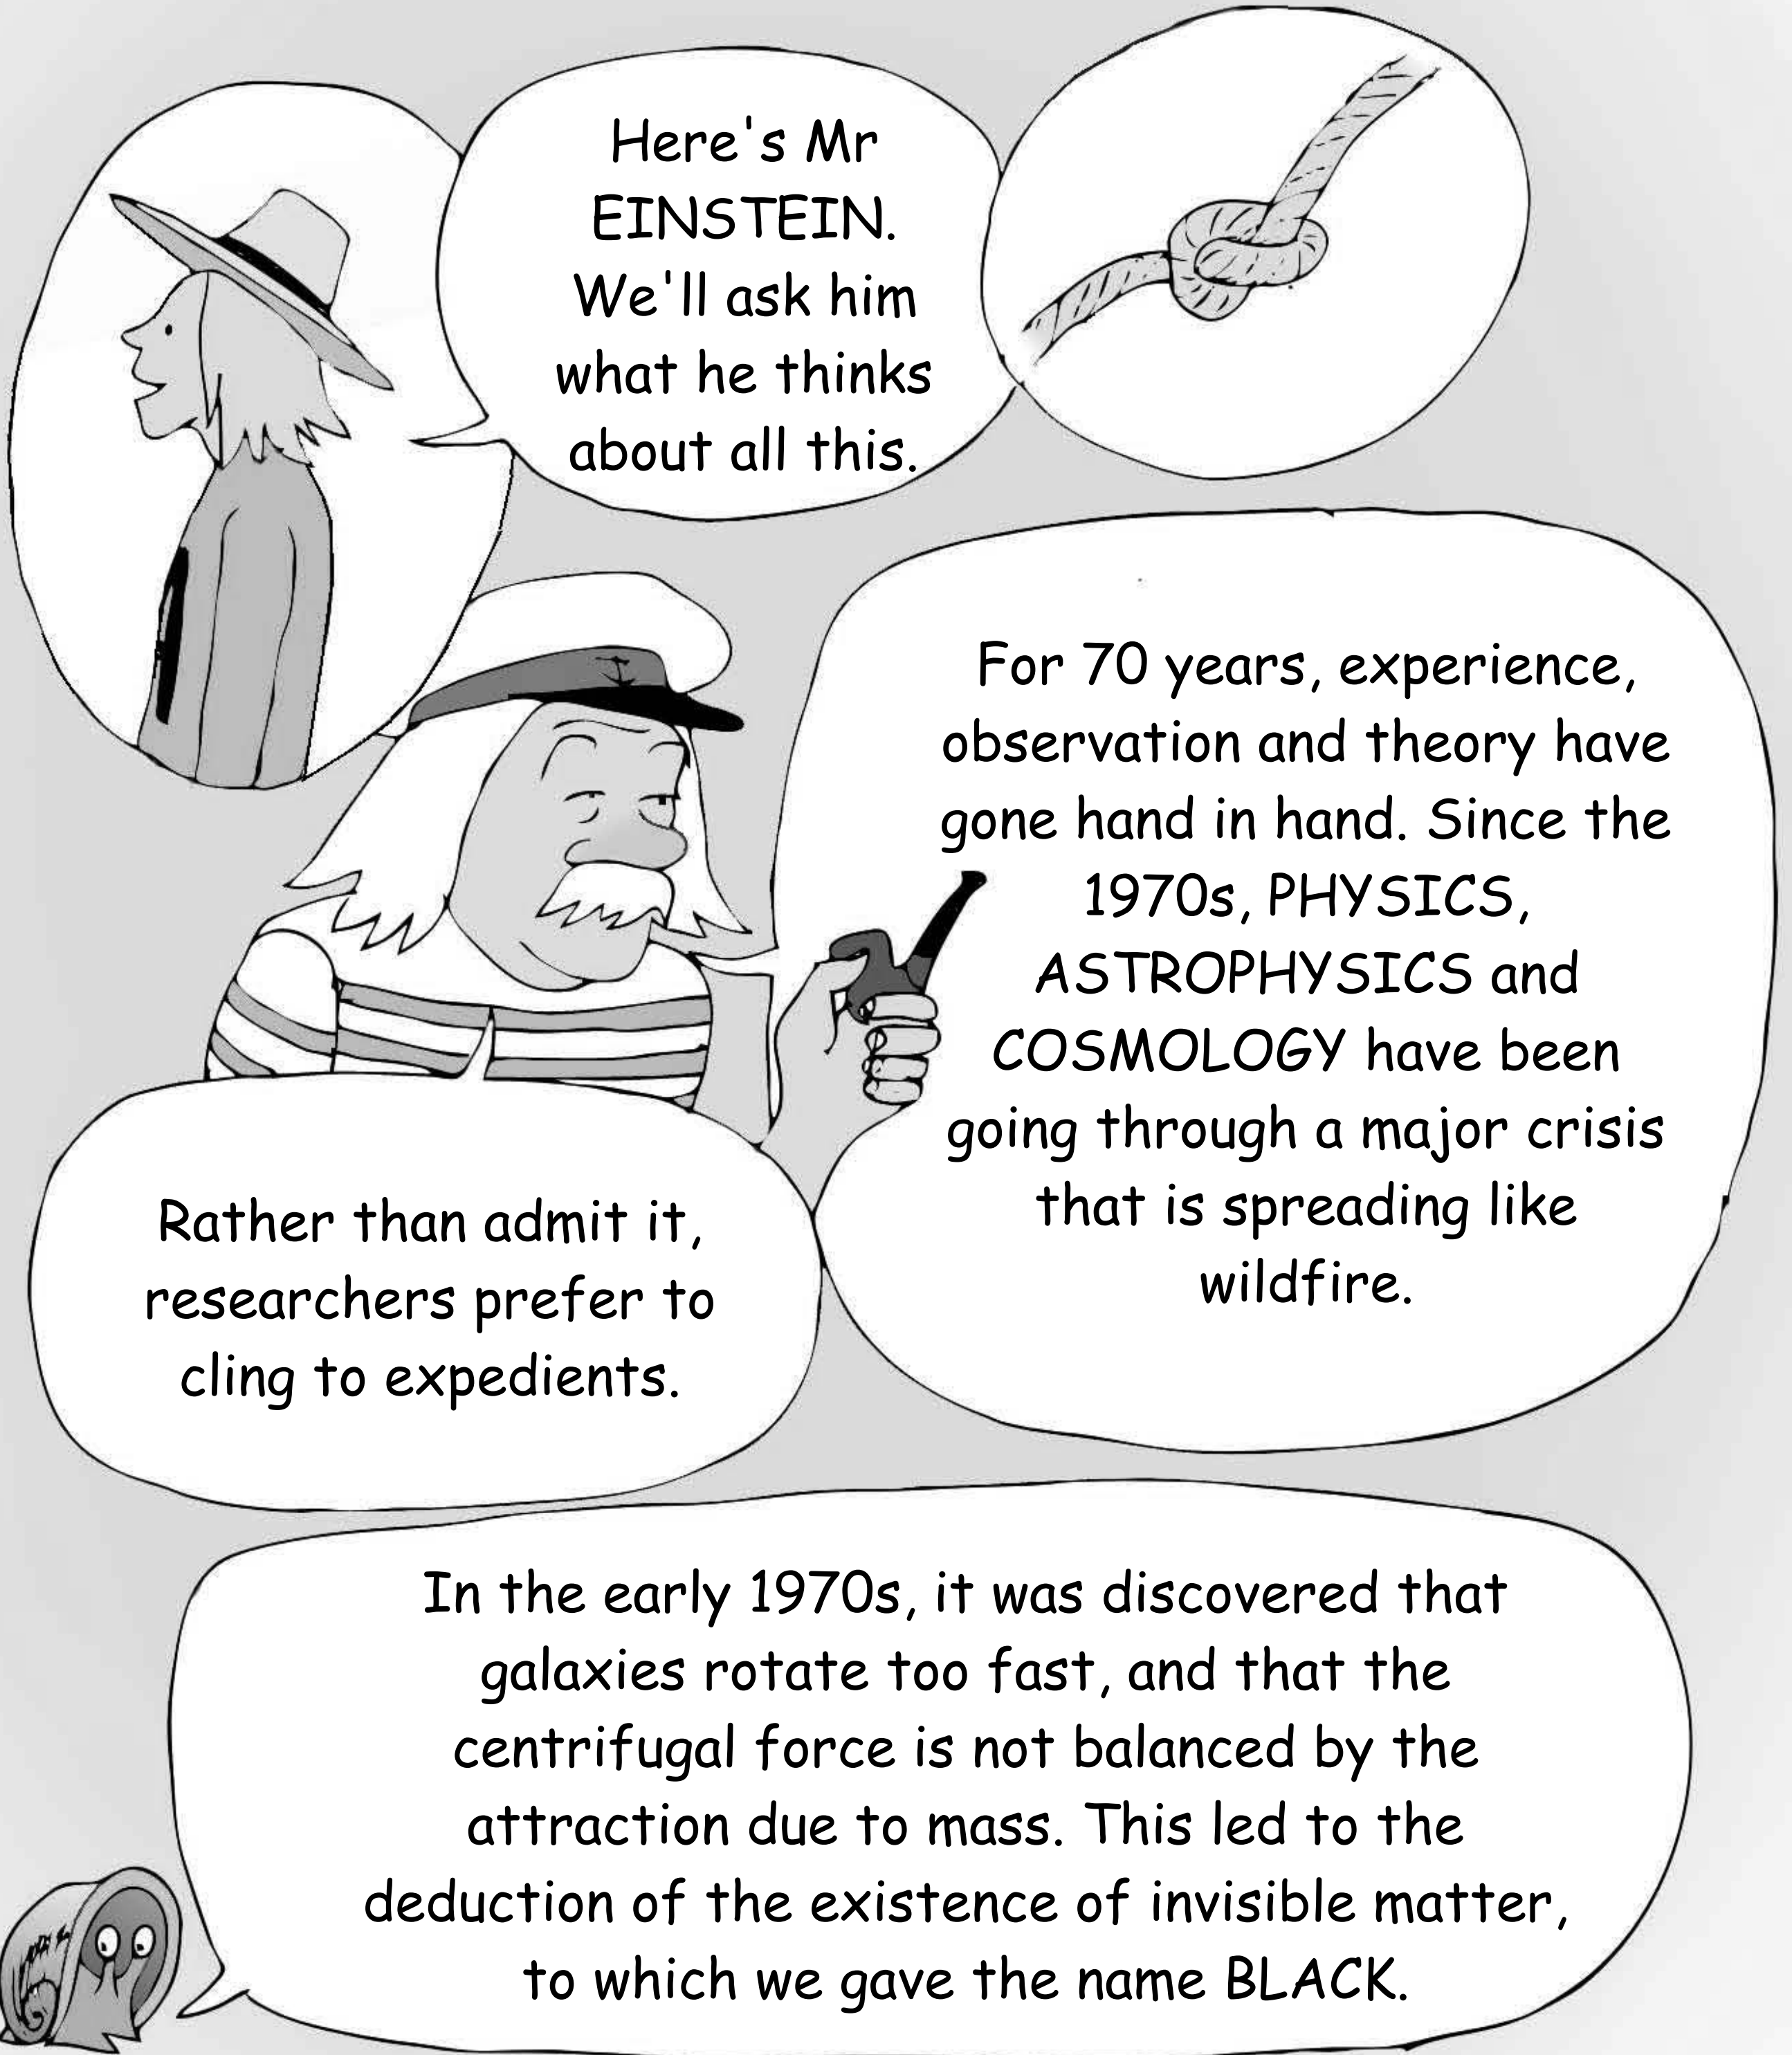 Here's Mr
EINSTEIN.
We'll ask him
what he thinks
about all this.
For 70 years, experience,
observation and theory have
gone hand in hand. Since the
1970s, PHYSICS,
ASTROPHYSICS and
COSMOLOGY have been
going through a major crisis
that is spreading like
wildfire.
Rather than admit it,
researchers prefer to
cling to expedients.
In the early 1970s, it was discovered that
galaxies rotate too fast, and that the
centrifugal force is not balanced by the
attraction due to mass. This led to the
deduction of the existence of invisible matter,
to which we gave the name BLACK.